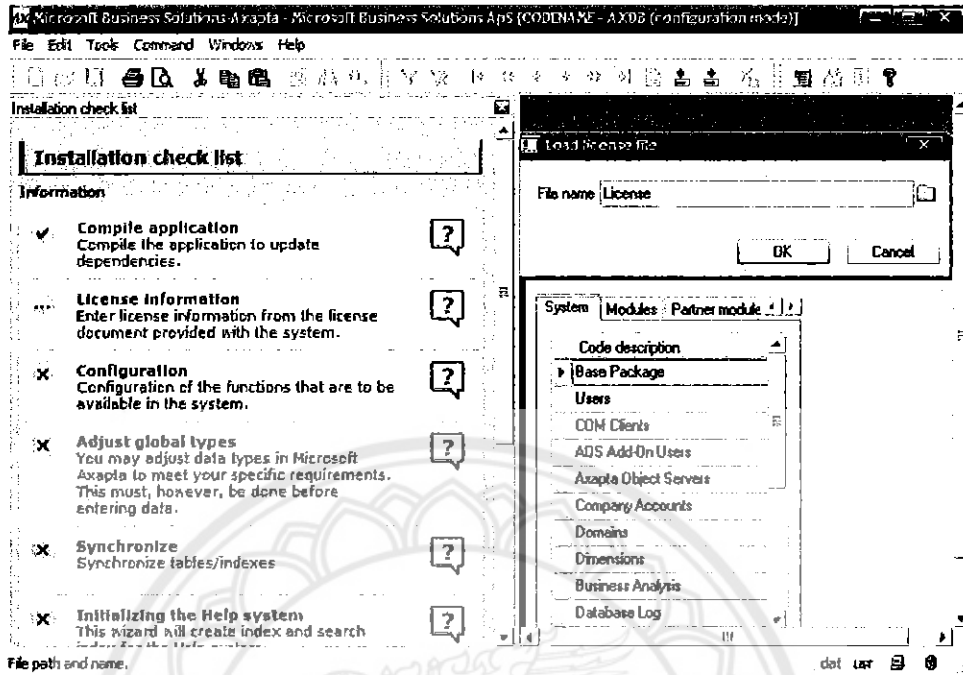 Microsoft Business Solutions-Axapta - Microsoft Business Solutions ApS [CODENAME - AXDB (configuration mode)]
File Edit Tools Command Windows Help
Installation check list
Installation check list
Information
Compile application
Compile the application to update
dependencies.
License information
Enter license information from the license
document provided with the system.
Configuration
Configuration of the functions that are to be
available in the system.
Adjust global types
You may adjust data types in Microsoft
Axapta to meet your specific requirements.
This must, however, be done before
entering data.
Synchronize
Synchronize tables/indexes
Initializing the Help system
This wizard will create index and search
Load license file
File name License
OK Cancel
System Modules Partner module
Code description
Base Package
Users
COM Clients
AOS Add-On Users
Axapta Object Servers
Company Accounts
Domains
Dimensions
Business Analysis
Database Log
File path and name.
dat usr